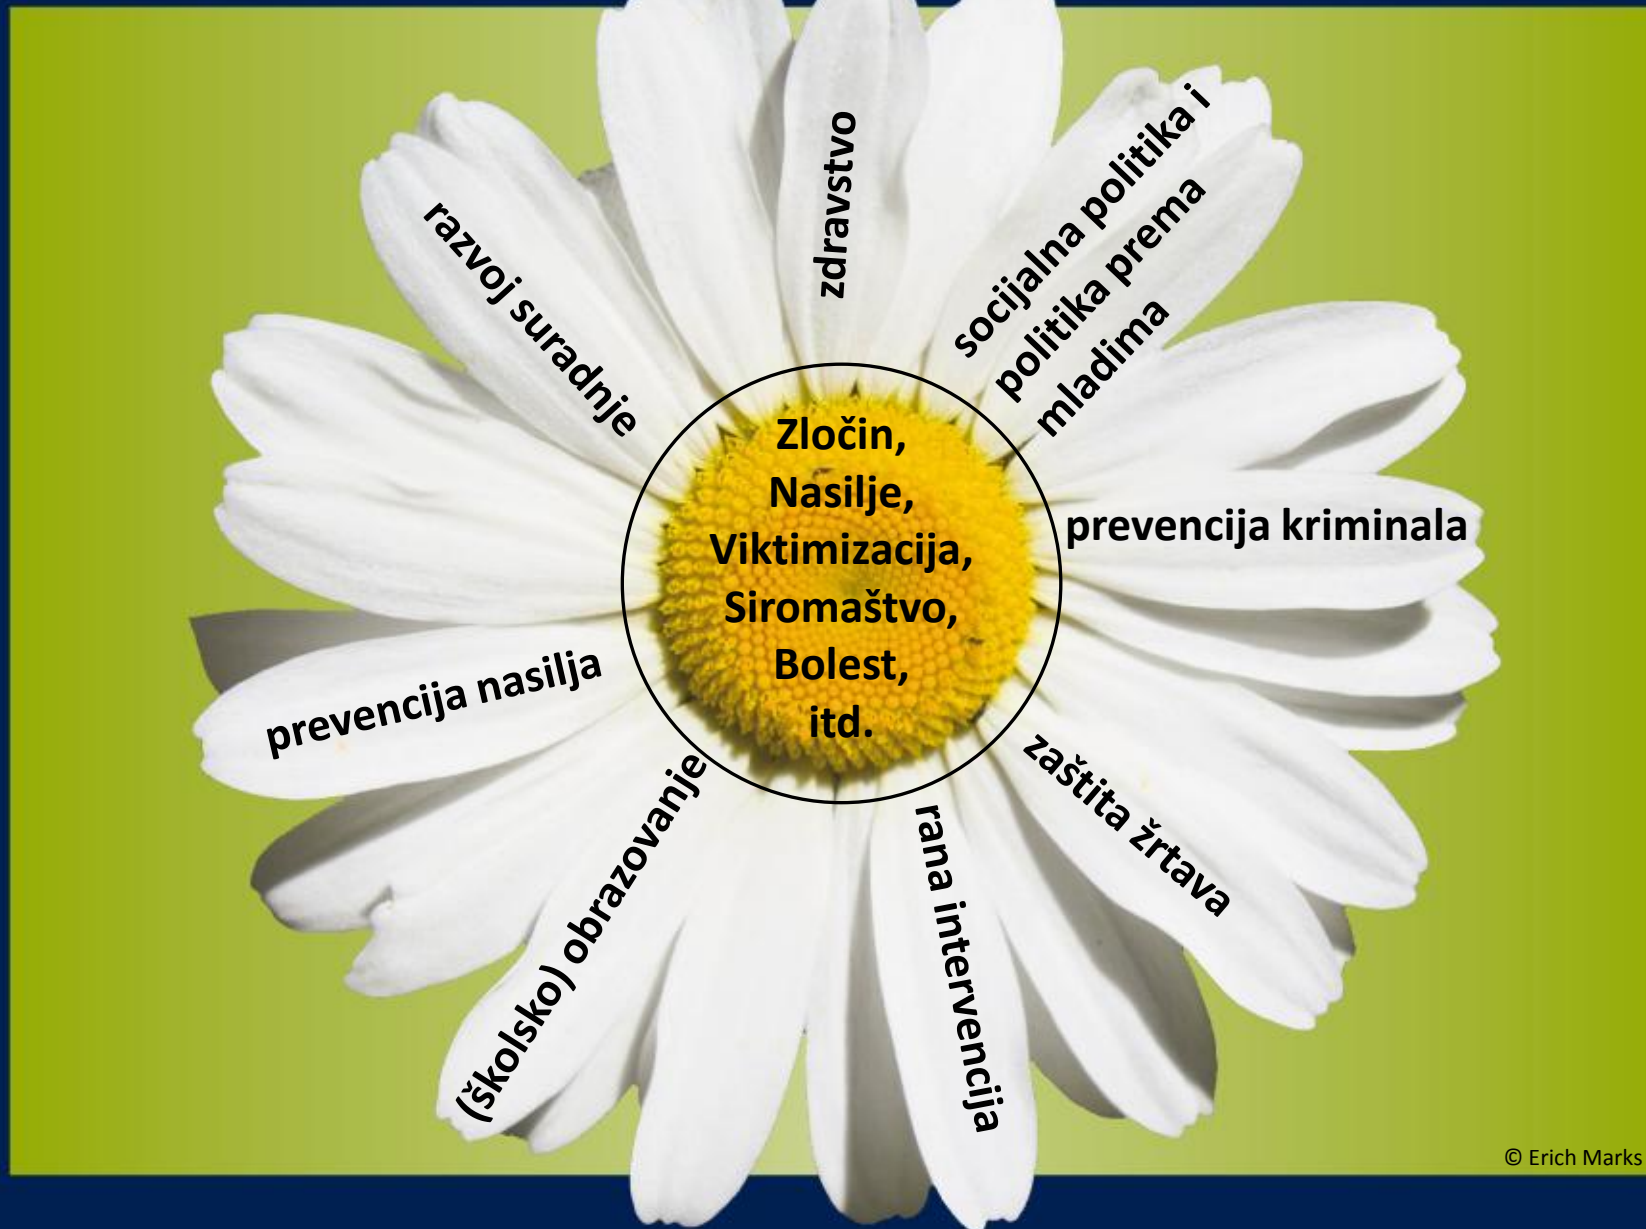 zdravstvo
socijalna politika i
politika prema
mladima
razvoj suradnje
Zločin,
Nasilje,
Viktimizacija,
Siromaštvo,
Bolest,
itd.
prevencija kriminala
prevencija nasilja
zaštita žrtava
(školsko) obrazovanje
rana intervencija
© Erich Marks